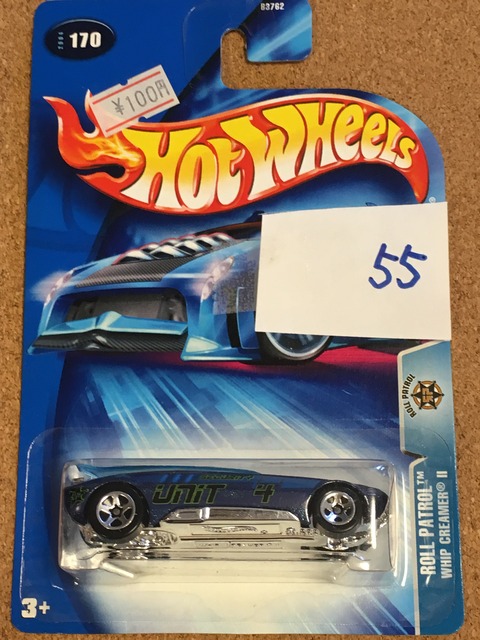 B3762
2004 170
¥100円
HOT WHEELS
55
ROLL PATROL
ROLL PATROL™
WHIP CREAMER® II
UNIT - 4
3+